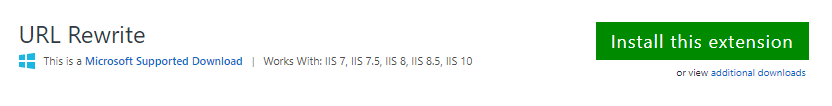 URL Rewrite
Install this extension
This is a Microsoft Supported Download | Works With: IIS 7, IIS 7.5, IIS 8, IIS 8.5, IIS 10
or view additional downloads